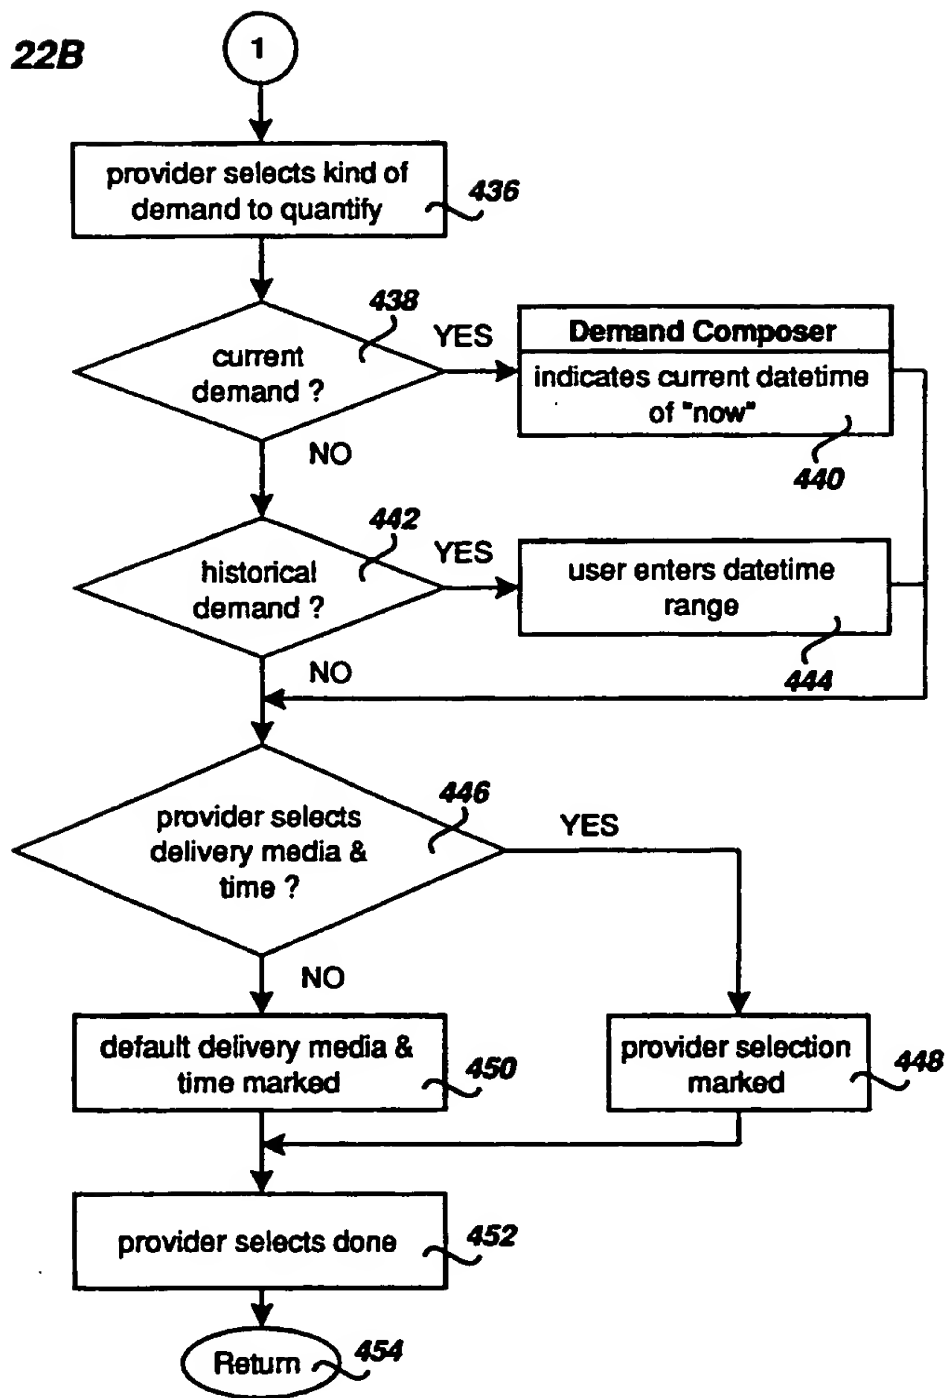 22B
1
provider selects kind of
demand to quantify
436
438
current
demand ?
YES
NO
Demand Composer
indicates current datetime
of "now"
440
442
historical
demand ?
YES
NO
user enters datetime
range
444
446
provider selects
delivery media &
time ?
YES
NO
default delivery media &
time marked
450
provider selection
marked
448
provider selects done
452
Return
454